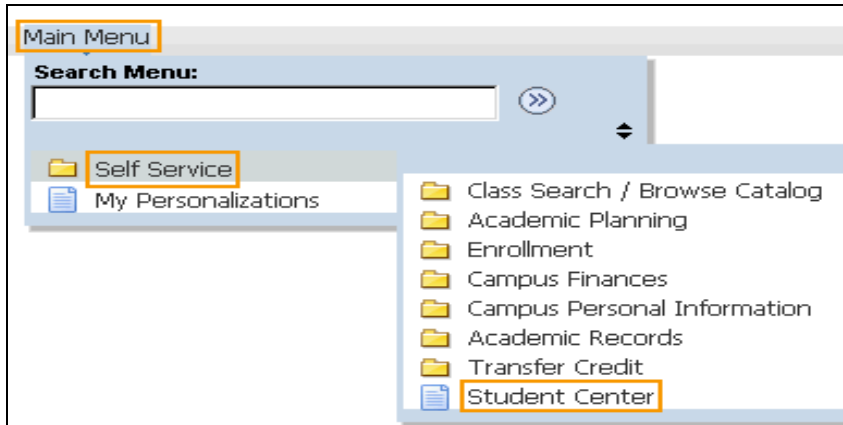 Main Menu
Search Menu:
Self Service
My Personalizations
Class Search / Browse Catalog
Academic Planning
Enrollment
Campus Finances
Campus Personal Information
Academic Records
Transfer Credit
Student Center